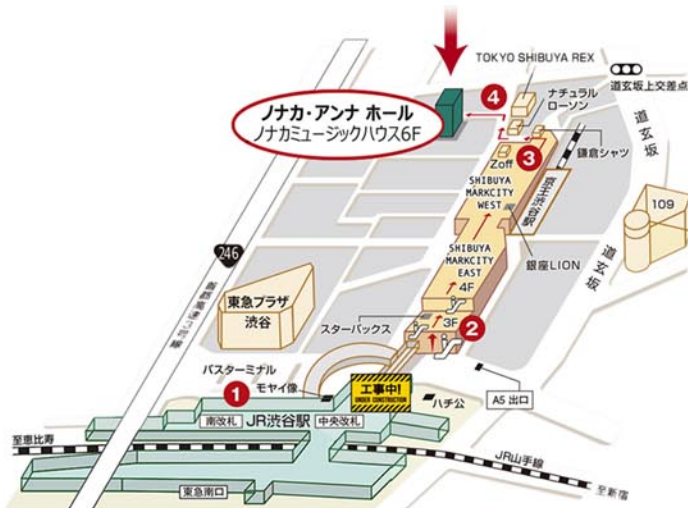 TOKYO SHIBUYA REX
道玄坂上交差点
ナチュラル
ローソン
4
ノナカ・アンナ ホール
ノナカミュージックハウス6F
3
Zoff
鎌倉シャツ
道玄坂
SHIBUYA
MARKCITY
WEST
京王渋谷駅
109
246
SHIBUYA
MARKCITY
EAST
銀座LION
道玄坂
東急プラザ
渋谷
4F
スターバックス
3F
2
バスターミナル
1
モヤイ像
工事中!
UNDER CONSTRUCTION
ハチ公
A5 出口
南改札
JR渋谷駅
中央改札
至恵比寿
JR山手線
東急南口
至新宿